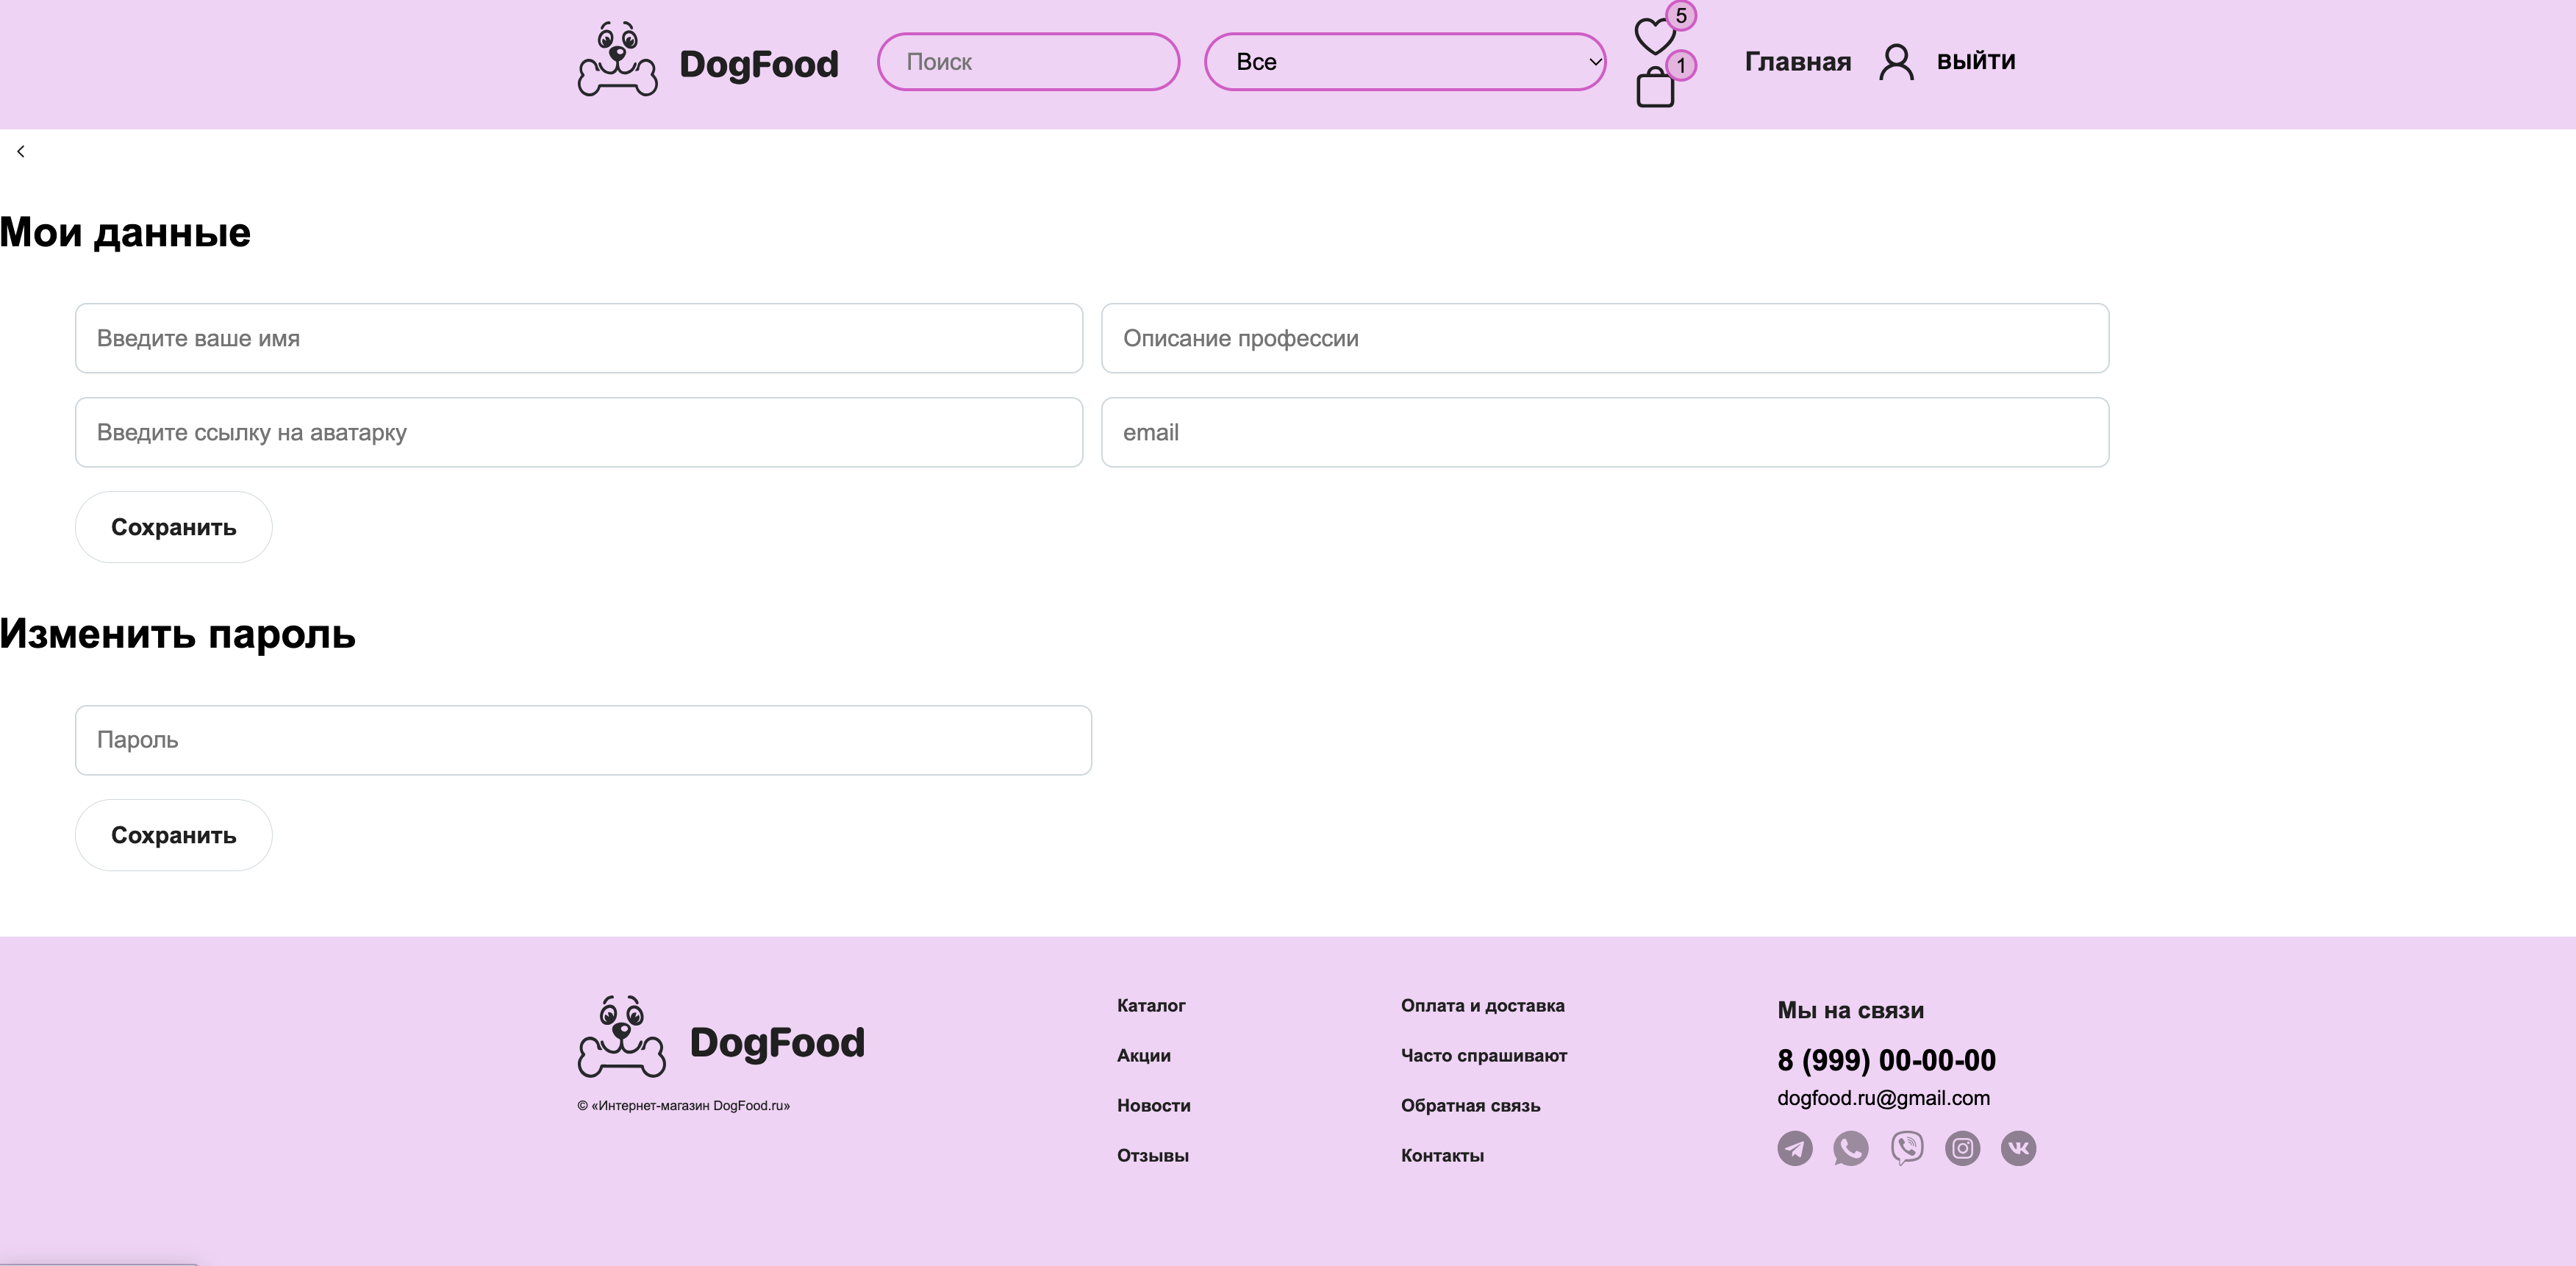 DogFood
Поиск
Все
5
1
Главная
ВЫЙТИ
Мои данные
Введите ваше имя
Описание профессии
Введите ссылку на аватарку
email
Сохранить
Изменить пароль
Пароль
Сохранить
DogFood
© «Интернет-магазин DogFood.ru»
Каталог
Акции
Новости
Отзывы
Оплата и доставка
Часто спрашивают
Обратная связь
Контакты
Мы на связи
8 (999) 00-00-00
dogfood.ru@gmail.com